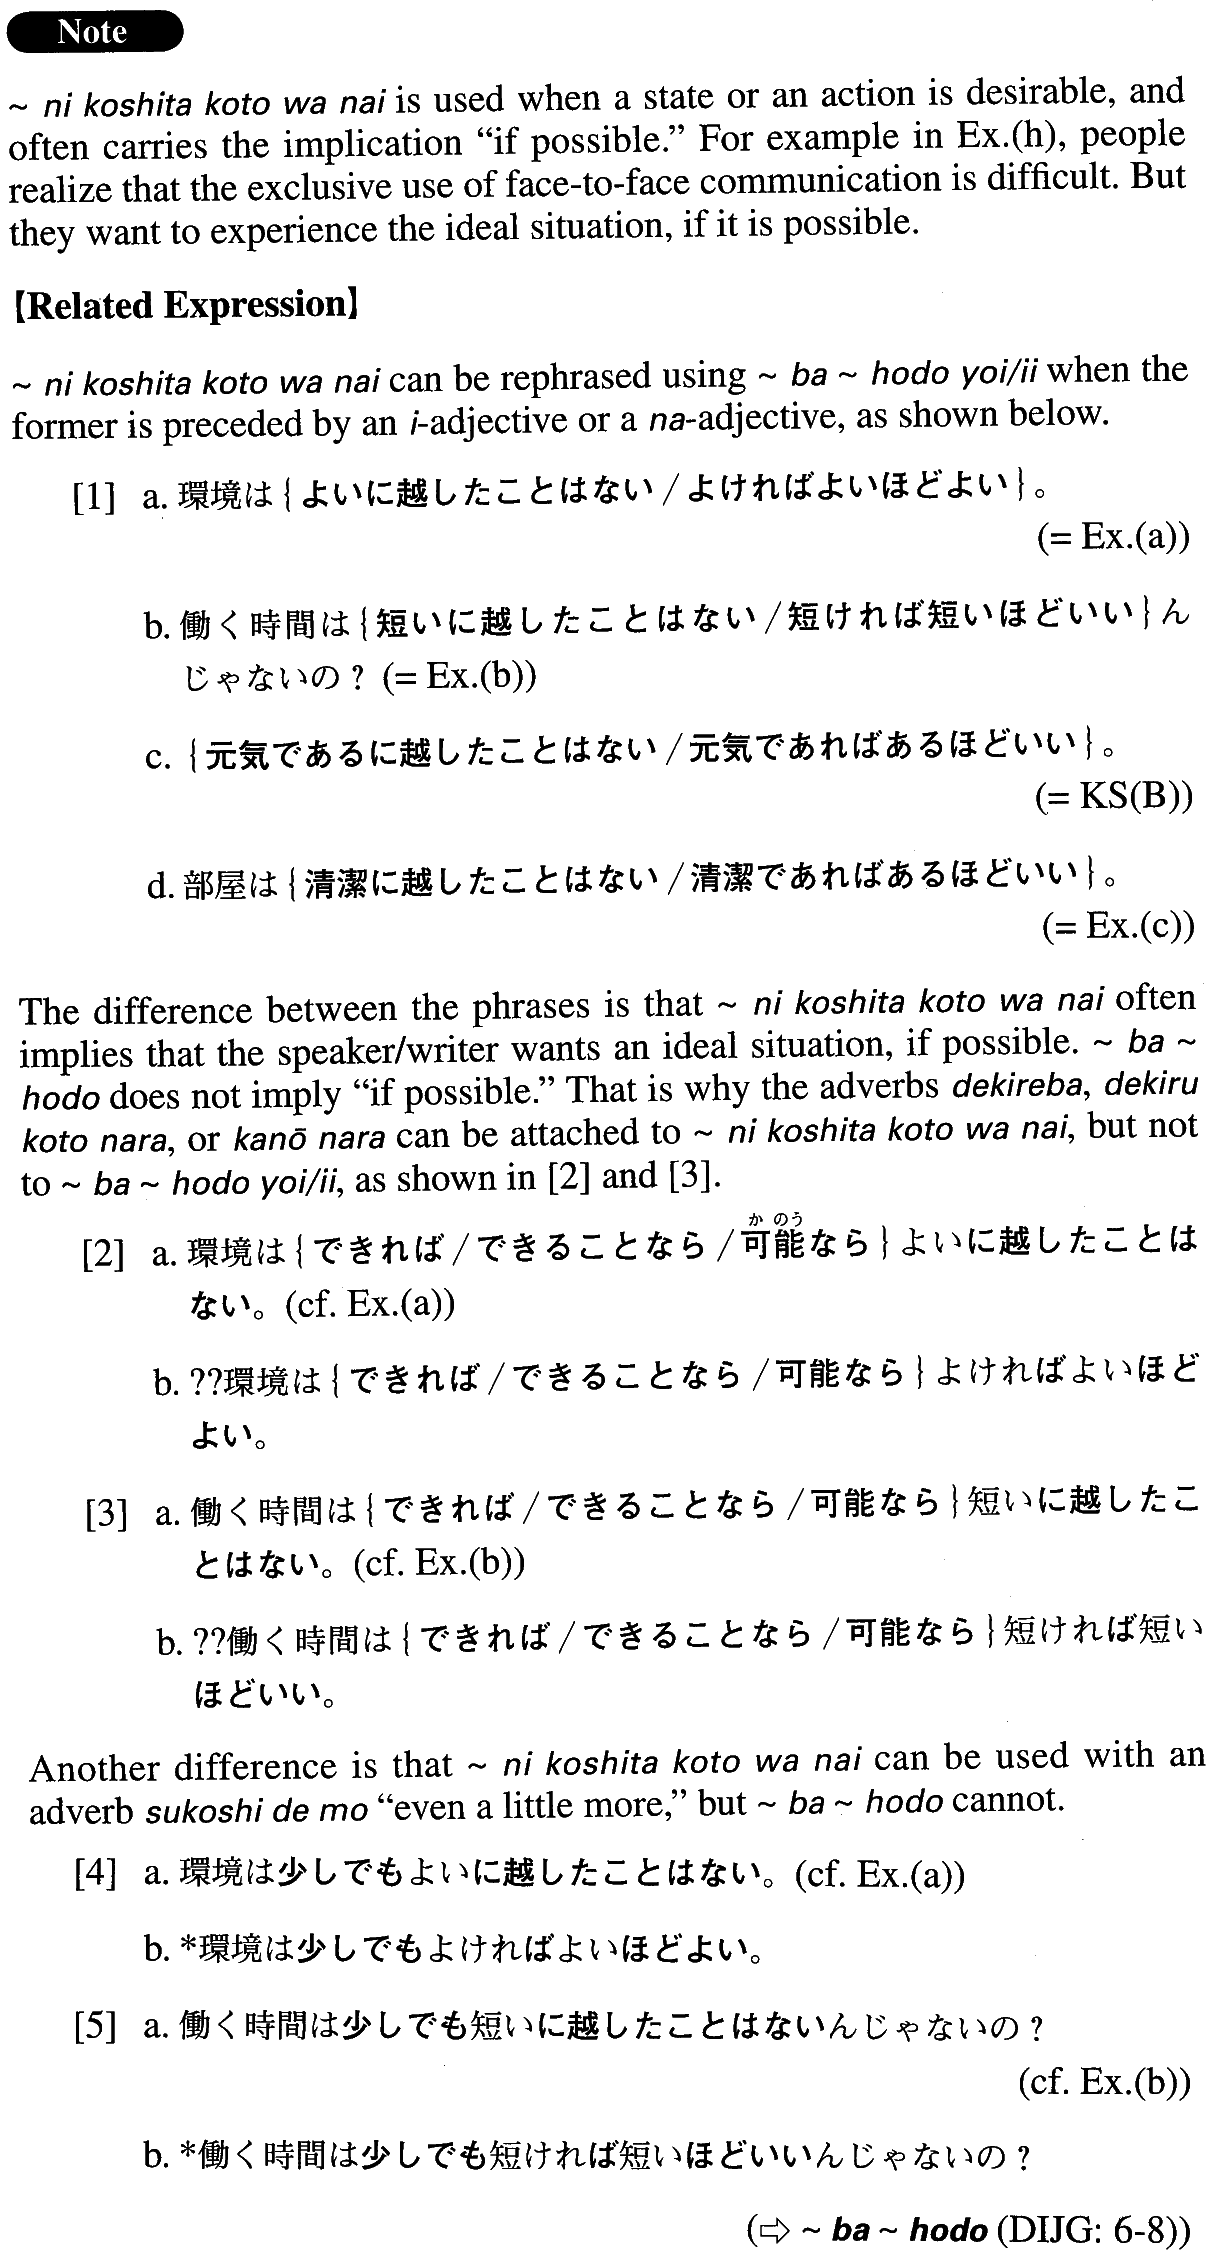 Note
~ ni koshita koto wa nai is used when a state or an action is desirable, and
often carries the implication “if possible.” For example in Ex.(h), people
realize that the exclusive use of face-to-face communication is difficult. But
they want to experience the ideal situation, if it is possible.
【Related Expression】
~ ni koshita koto wa nai can be rephrased using ~ ba ~ hodo yoi/ii when the
former is preceded by an i-adjective or a na-adjective, as shown below.
[1] a. 環境は{よいに越したことはない/よければよいほどよい}。
(= Ex.(a))
b. 働く時間は{短いに越したことはない/短ければ短いほどいい}ん
じゃないの？(= Ex.(b))
c. {元気であるに越したことはない/元気であればあるほどいい}。
(= KS(B))
d. 部屋は{清潔に越したことはない/清潔であればあるほどいい}。
(= Ex.(c))
The difference between the phrases is that ~ ni koshita koto wa nai often
implies that the speaker/writer wants an ideal situation, if possible. ~ ba ~
hodo does not imply “if possible.” That is why the adverbs dekireba, dekiru
koto nara, or kanō nara can be attached to ~ ni koshita koto wa nai, but not
to ~ ba ~ hodo yoi/ii, as shown in [2] and [3].
か のう
[2] a. 環境は{できれば/できることなら/可能なら}よいに越したことは
ない。(cf. Ex.(a))
b. ??環境は{できれば/できることなら/可能なら}よければよいほど
よい。
[3] a. 働く時間は{できれば/できることなら/可能なら}短いに越したこ
とはない。(cf. Ex.(b))
b. ??働く時間は{できれば/できることなら/可能なら}短ければ短い
ほどいい。
Another difference is that ~ ni koshita koto wa nai can be used with an
adverb sukoshi de mo “even a little more,” but ~ ba ~ hodo cannot.
[4] a. 環境は少しでもよいに越したことはない。(cf. Ex.(a))
b. *環境は少しでもよければよいほどよい。
[5] a. 働く時間は少しでも短いに越したことはないんじゃないの？
(cf. Ex.(b))
b. *働く時間は少しでも短ければ短いほどいいんじゃないの？
(⇨ ~ ba ~ hodo (DIJG: 6-8))